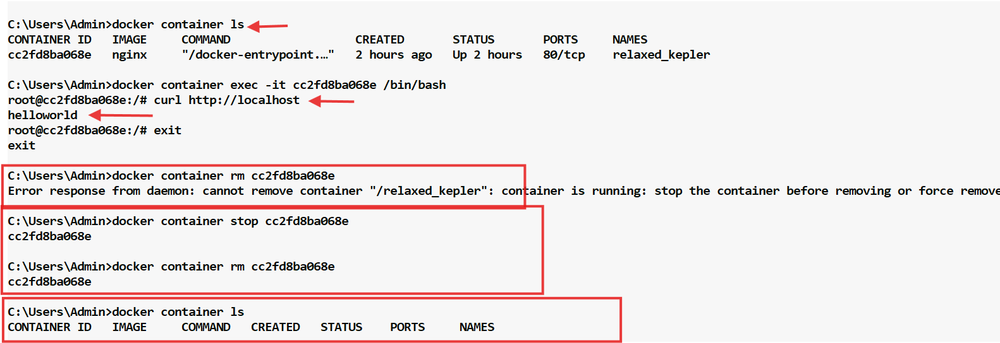 C:\Users\Admin>docker container ls
CONTAINER ID   IMAGE     COMMAND                  CREATED       STATUS       PORTS     NAMES
cc2fd8ba068e   nginx     "/docker-entrypoint.…"   2 hours ago   Up 2 hours   80/tcp    relaxed_kepler
C:\Users\Admin>docker container exec -it cc2fd8ba068e /bin/bash
root@cc2fd8ba068e:/# curl http://localhost
helloworld
root@cc2fd8ba068e:/# exit
exit
C:\Users\Admin>docker container rm cc2fd8ba068e
Error response from daemon: cannot remove container "/relaxed_kepler": container is running: stop the container before removing or force remove
C:\Users\Admin>docker container stop cc2fd8ba068e
cc2fd8ba068e
C:\Users\Admin>docker container rm cc2fd8ba068e
cc2fd8ba068e
C:\Users\Admin>docker container ls
CONTAINER ID   IMAGE     COMMAND   CREATED   STATUS    PORTS     NAMES